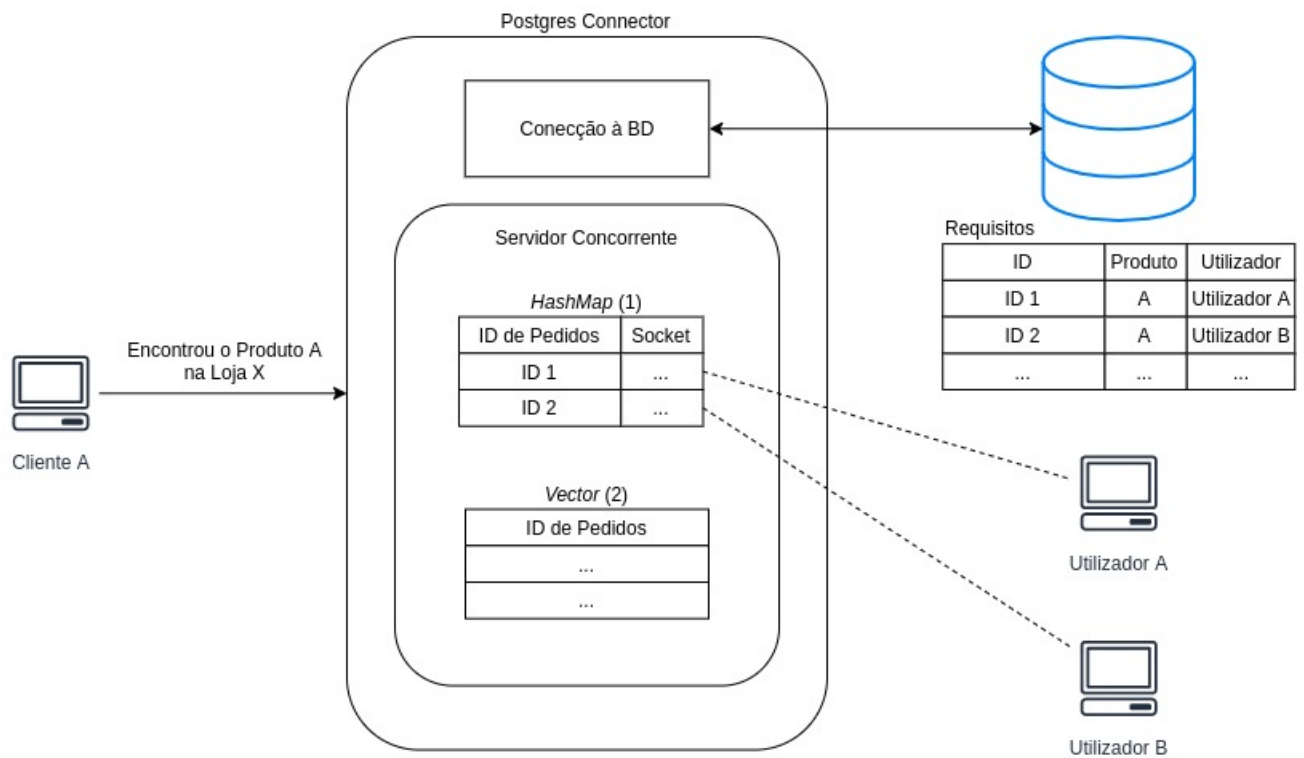 Postgres Connector
Conecção à BD
Servidor Concorrente
HashMap (1)
ID de Pedidos Socket
ID 1 ...
ID 2 ...
Vector (2)
ID de Pedidos
...
...
Encontrou o Produto A
na Loja X
Cliente A
Requisitos
ID Produto Utilizador
ID 1 A Utilizador A
ID 2 A Utilizador B
... ... ...
Utilizador A
Utilizador B